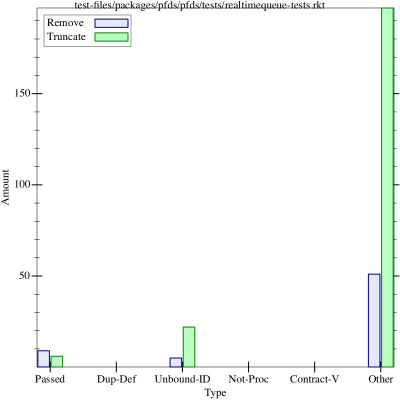 test-files/packages/pfds/pfds/tests/realtimequeue-tests.rkt
Remove
Truncate
150
100
50
Amount
Passed Dup-Def Unbound-ID Not-Proc Contract-V Other
Type